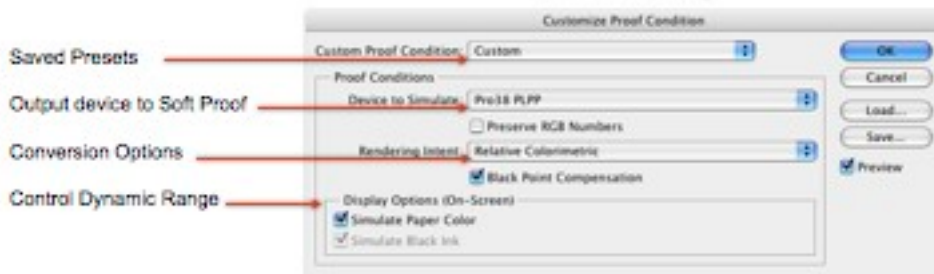 Customize Proof Condition
Saved Presets
Custom Proof Condition: Custom
OK
Proof Conditions
Cancel
Output device to Soft Proof
Device to Simulate: Pro38 PLPP
Load...
Preserve RGB Numbers
Save...
Conversion Options
Rendering Intent: Relative Colorimetric
Preview
Black Point Compensation
Control Dynamic Range
Display Options (On-Screen)
Simulate Paper Color
Simulate Black Ink